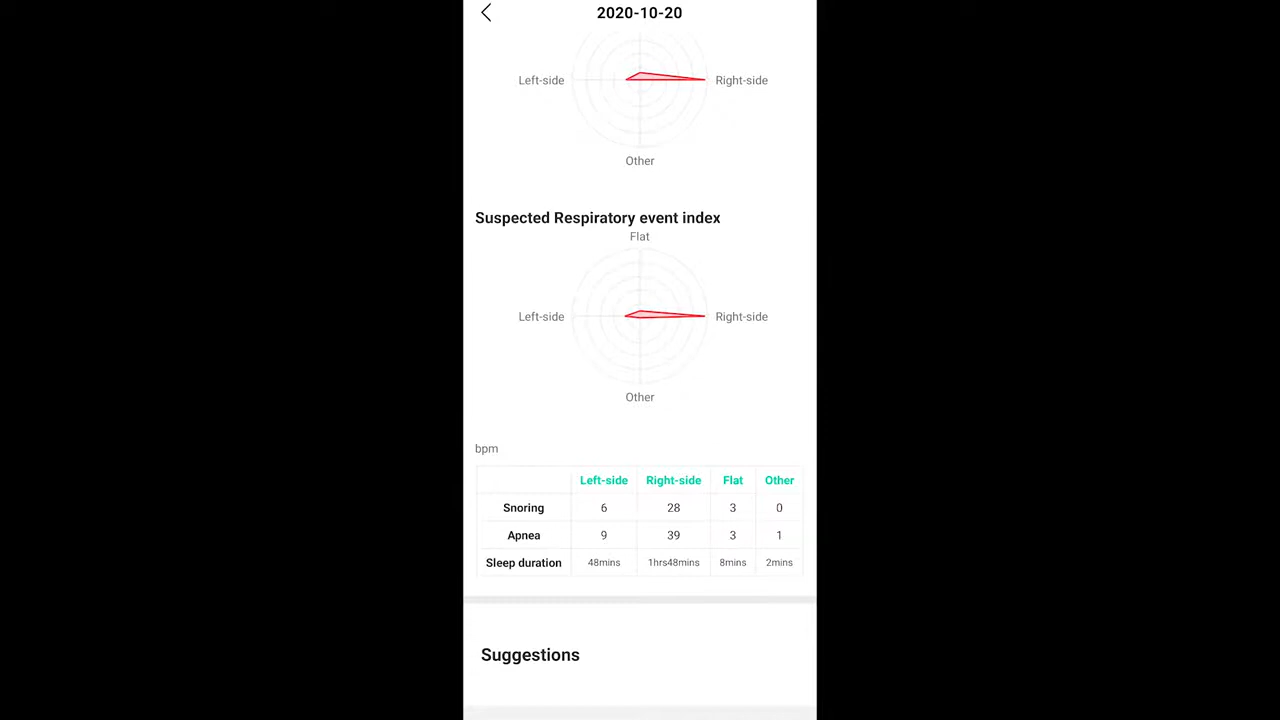 2020-10-20
Left-side Right-side
Other
Suspected Respiratory event index
Flat
Left-side Right-side
Other
bpm
Left-side Right-side Flat Other
Snoring 6 28 3 0
Apnea 9 39 3 1
Sleep duration 48mins 1hrs48mins 8mins 2mins
Suggestions